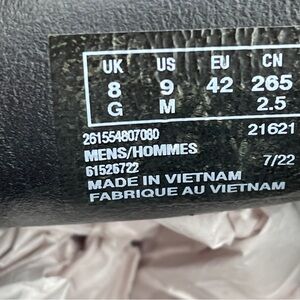 UK US EU CN
8 9 42 265
G M 2.5
261554807080 21621
MENS/HOMMES
61526722 7/22
MADE IN VIETNAM
FABRIQUE AU VIETNAM